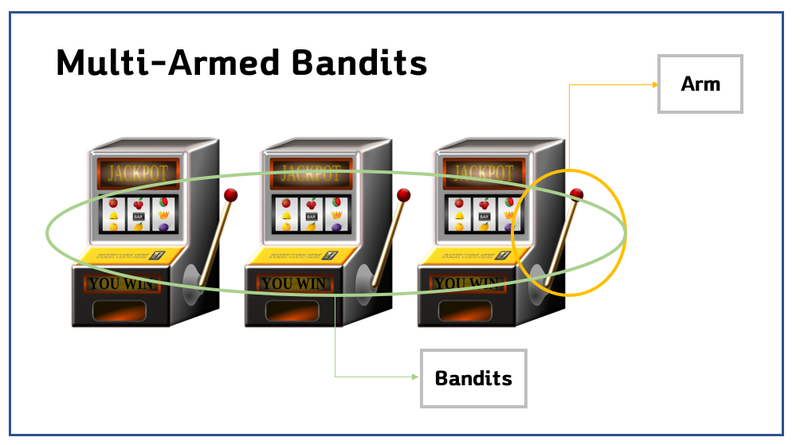 Multi-Armed Bandits
Arm
JACKPOT
JACKPOT
JACKPOT
BAR
BAR
BAR
YOU WIN
YOU WIN
YOU WIN
Bandits